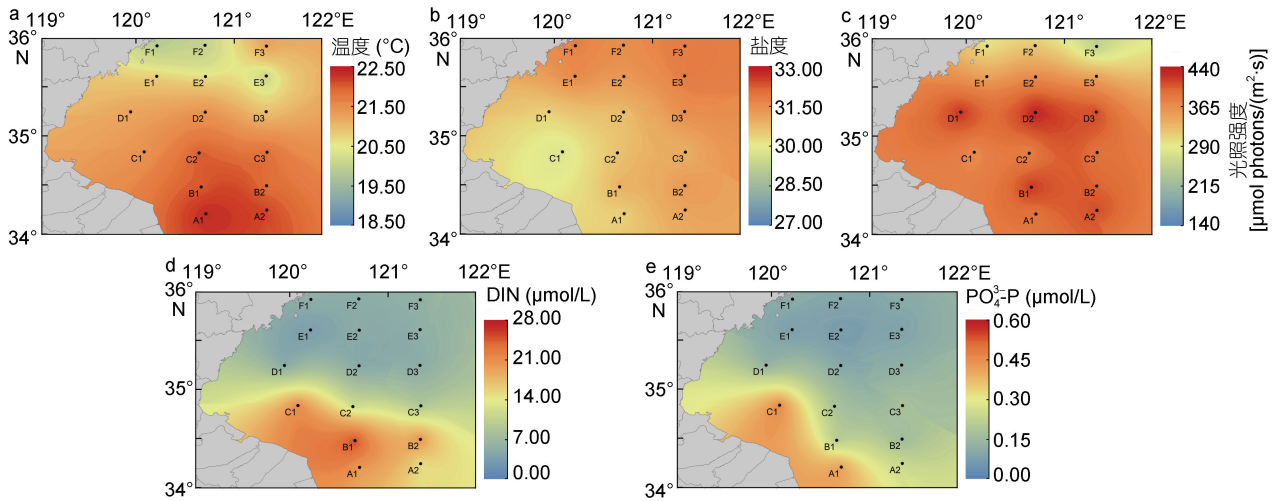 a
119° 120° 121° 122°E
36°
N
35°
34°
F1 F2 F3
E1 E2 E3
D1 D2 D3
C1 C2 C3
B1 B2
A1 A2
温度 (°C)
22.50
21.50
20.50
19.50
18.50
b
119° 120° 121° 122°E
36°
N
35°
34°
F1 F2 F3
E1 E2 E3
D1 D2 D3
C1 C2 C3
B1 B2
A1 A2
盐度
33.00
31.50
30.00
28.50
27.00
c
119° 120° 121° 122°E
36°
N
35°
34°
F1 F2 F3
E1 E2 E3
D1 D2 D3
C1 C2 C3
B1 B2
A1 A2
440
365
290
215
140
光照强度
[μmol photons/(m²·s)]
d
119° 120° 121° 122°E
36°
N
35°
34°
F1 F2 F3
E1 E2 E3
D1 D2 D3
C1 C2 C3
B1 B2
A1 A2
DIN (μmol/L)
28.00
21.00
14.00
7.00
0.00
e
119° 120° 121° 122°E
36°
N
35°
34°
F1 F2 F3
E1 E2 E3
D1 D2 D3
C1 C2 C3
B1 B2
A1 A2
PO₄³⁻-P (μmol/L)
0.60
0.45
0.30
0.15
0.00